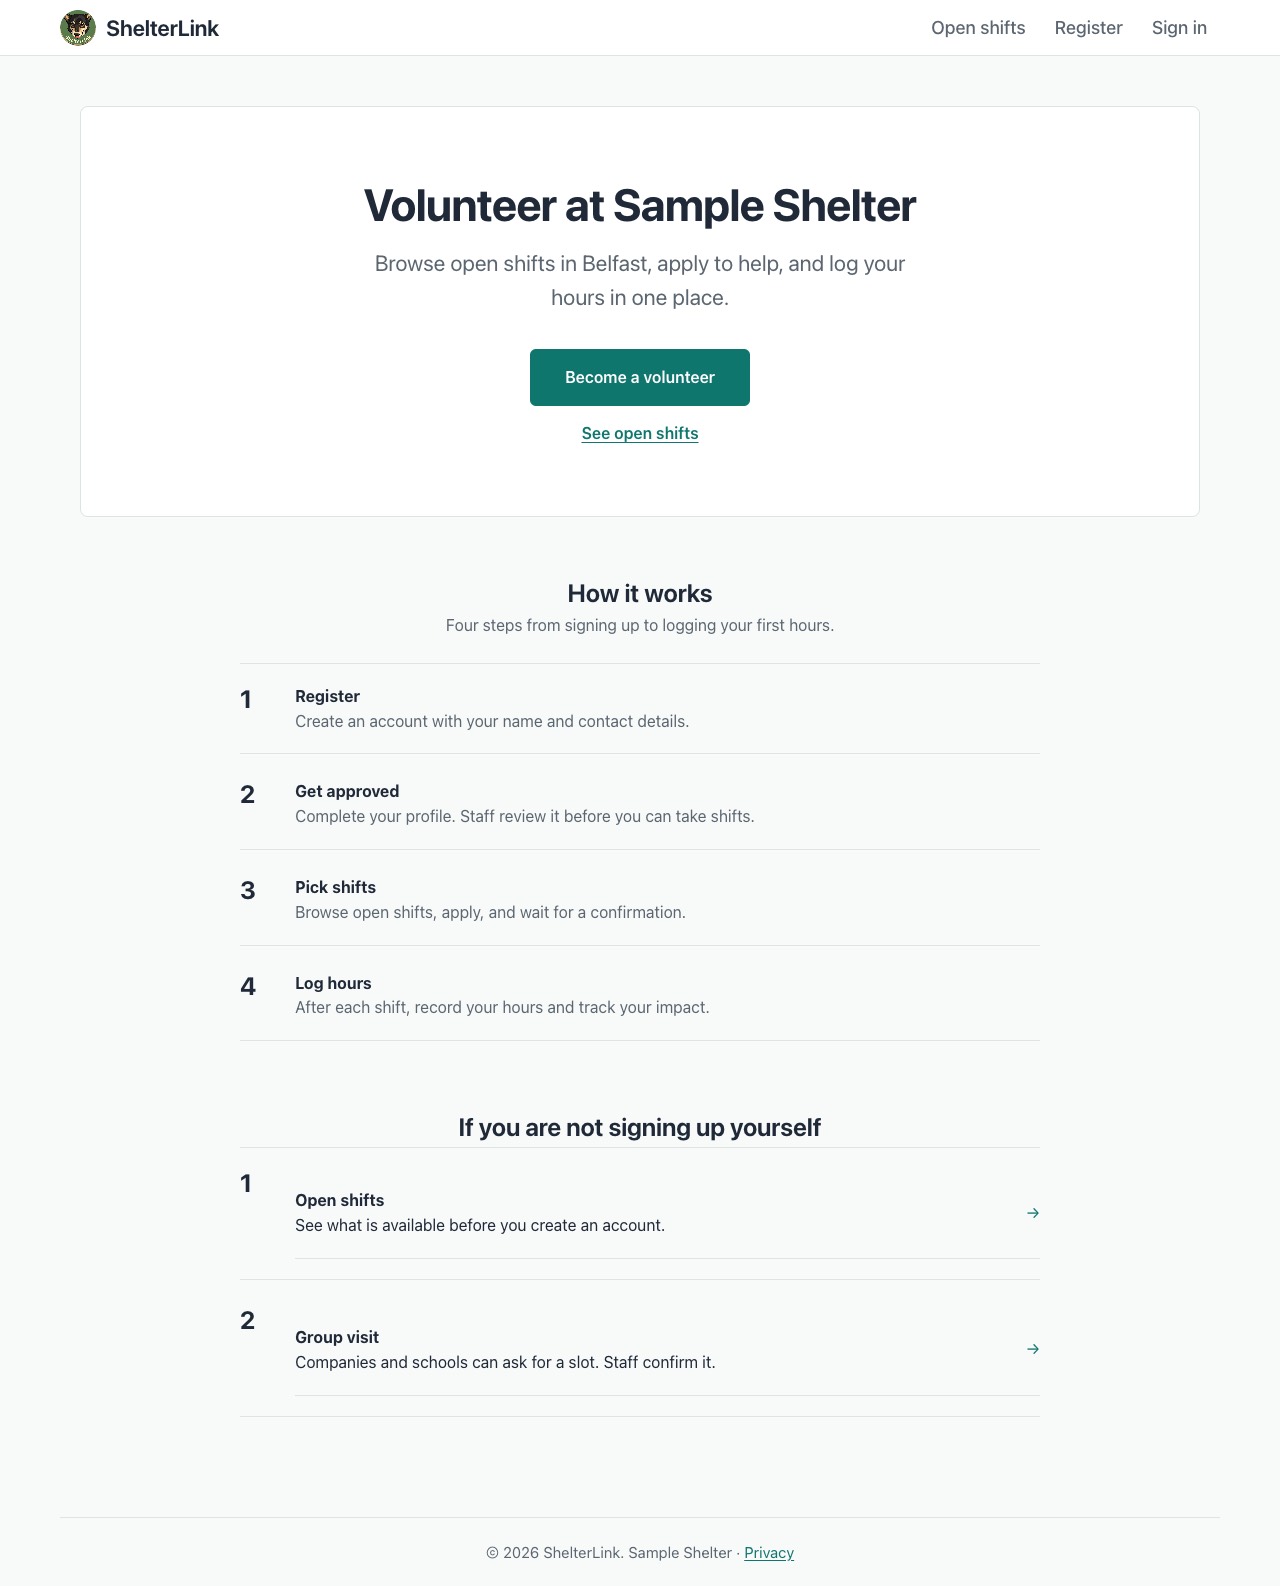 ShelterLink
Open shifts
Register
Sign in
Volunteer at Sample Shelter
Browse open shifts in Belfast, apply to help, and log your
hours in one place.
Become a volunteer
See open shifts
How it works
Four steps from signing up to logging your first hours.
1
Register
Create an account with your name and contact details.
2
Get approved
Complete your profile. Staff review it before you can take shifts.
3
Pick shifts
Browse open shifts, apply, and wait for a confirmation.
4
Log hours
After each shift, record your hours and track your impact.
If you are not signing up yourself
1
Open shifts
See what is available before you create an account.
→
2
Group visit
Companies and schools can ask for a slot. Staff confirm it.
→
© 2026 ShelterLink. Sample Shelter · Privacy